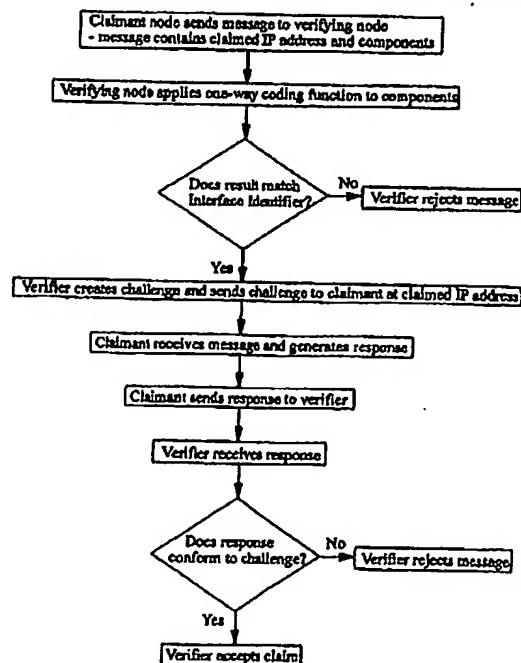 Claimant node sends message to verifying node
- message contains claimed IP address and components
Verifying node applies one-way coding function to components
Does result match
Interface Identifier?
No
Verifier rejects message
Yes
Verifier creates challenge and sends challenge to claimant at claimed IP address
Claimant receives message and generates response
Claimant sends response to verifier
Verifier receives response
Does response
conform to challenge?
No
Verifier rejects message
Yes
Verifier accepts claim